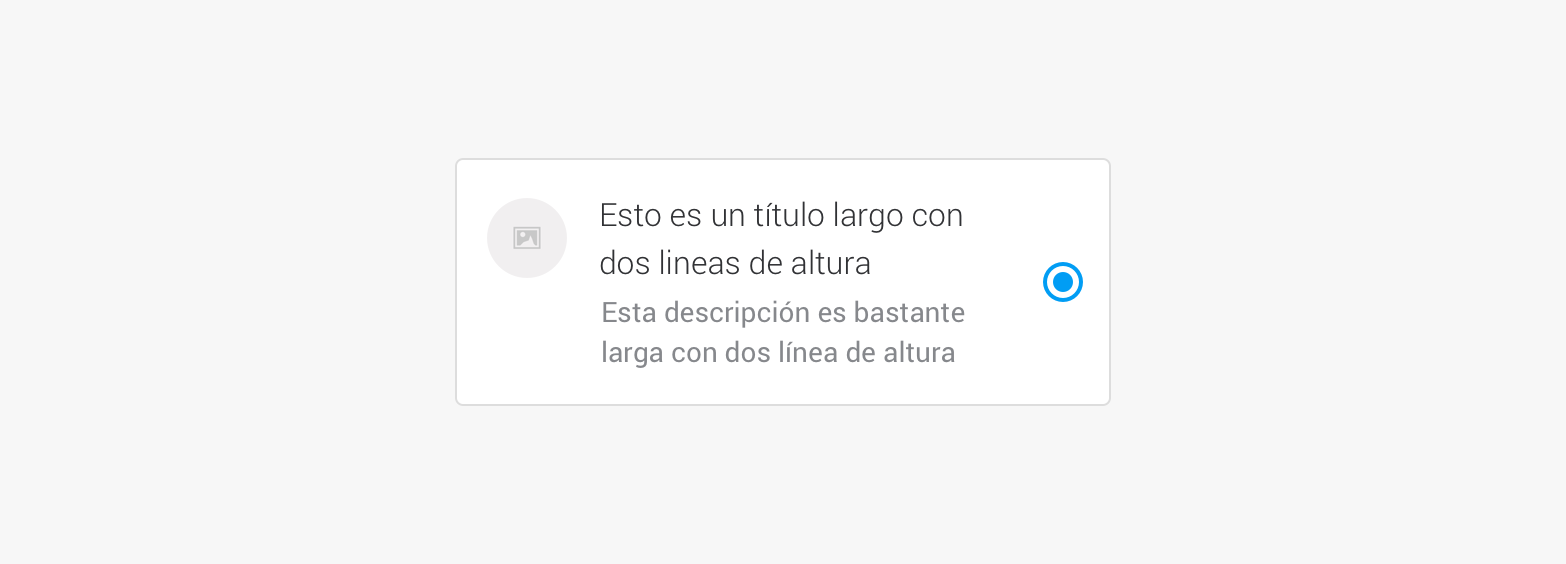 Esto es un título largo con
dos lineas de altura
Esta descripción es bastante
larga con dos línea de altura